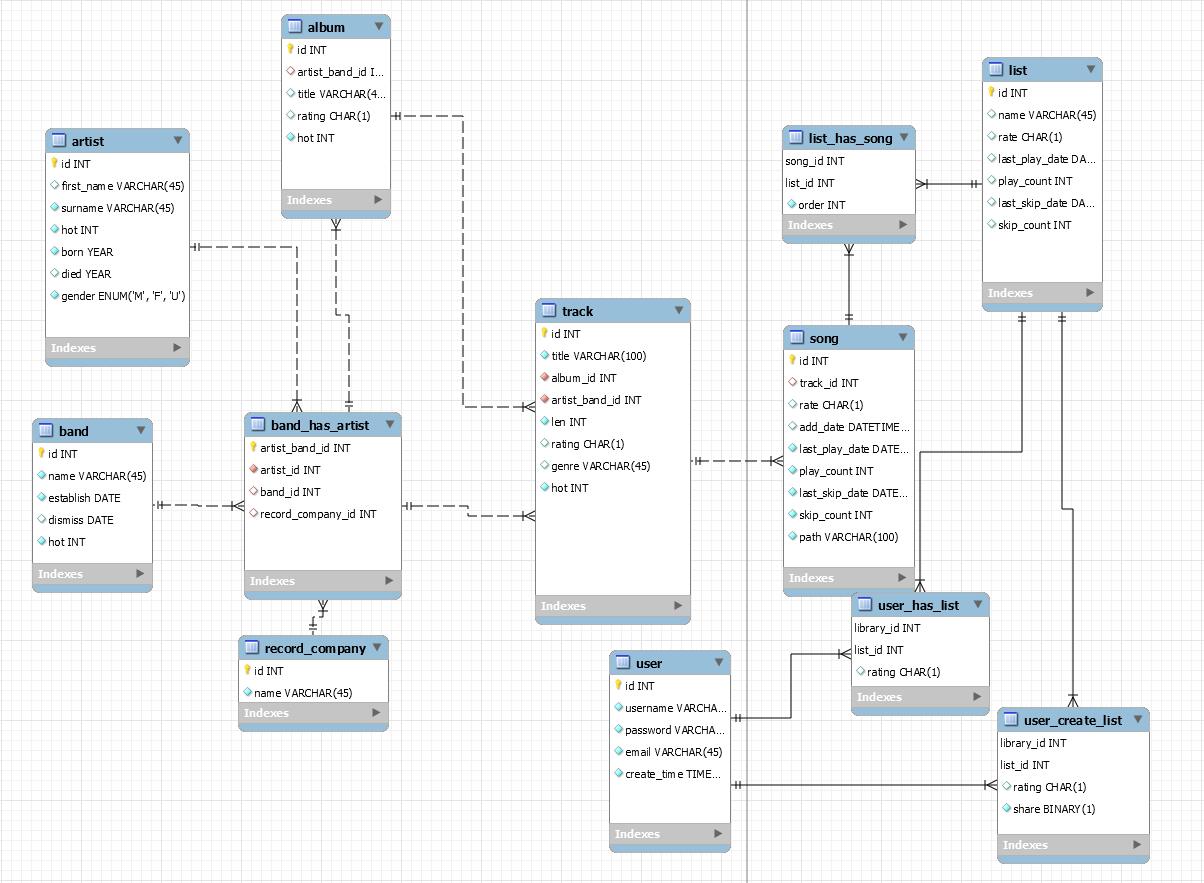 album
id INT
artist_band_id I...
title VARCHAR(4...
rating CHAR(1)
hot INT
Indexes
artist
id INT
first_name VARCHAR(45)
surname VARCHAR(45)
hot INT
born YEAR
died YEAR
gender ENUM('M', 'F', 'U')
Indexes
band
id INT
name VARCHAR(45)
establish DATE
dismiss DATE
hot INT
Indexes
band_has_artist
artist_band_id INT
artist_id INT
band_id INT
record_company_id INT
Indexes
record_company
id INT
name VARCHAR(45)
Indexes
track
id INT
title VARCHAR(100)
album_id INT
artist_band_id INT
len INT
rating CHAR(1)
genre VARCHAR(45)
hot INT
Indexes
list_has_song
song_id INT
list_id INT
order INT
Indexes
list
id INT
name VARCHAR(45)
rate CHAR(1)
last_play_date DA...
play_count INT
last_skip_date DA...
skip_count INT
Indexes
song
id INT
track_id INT
rate CHAR(1)
add_date DATETIME...
last_play_date DATE...
play_count INT
last_skip_date DATE...
skip_count INT
path VARCHAR(100)
Indexes
user_has_list
library_id INT
list_id INT
rating CHAR(1)
Indexes
user
id INT
username VARCHA...
password VARCHA...
email VARCHAR(45)
create_time TIME...
Indexes
user_create_list
library_id INT
list_id INT
rating CHAR(1)
share BINARY(1)
Indexes